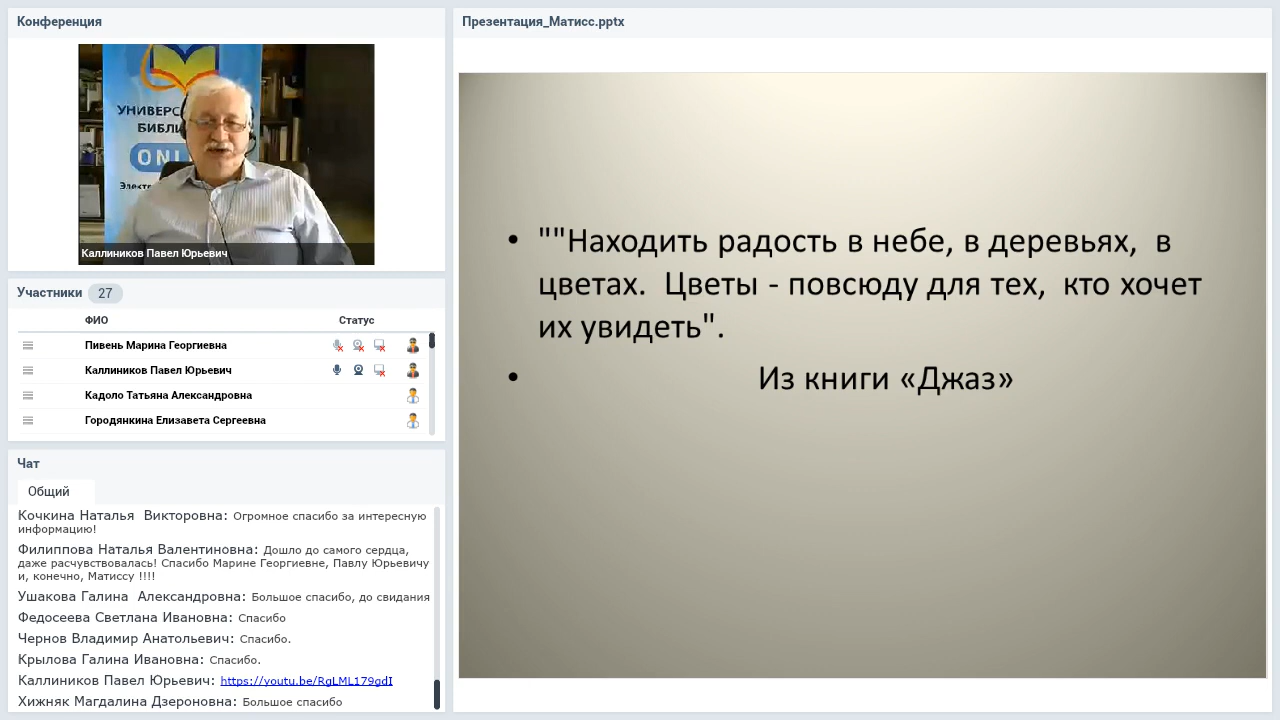 Конференция
УНИВЕРС
БИБЛИ
ONL
Электр
Каллиников Павел Юрьевич
Участники 27
ФИО Статус
Пивень Марина Георгиевна
Каллиников Павел Юрьевич
Кадоло Татьяна Александровна
Городянкина Елизавета Сергеевна
Чат
Общий
Кочкина Наталья  Викторовна: Огромное спасибо за интересную
информацию!
Филиппова Наталья Валентиновна: Дошло до самого сердца,
даже расчувствовалась! Спасибо Марине Георгиевне, Павлу Юрьевичу
и, конечно, Матиссу !!!!
Ушакова Галина  Александровна: Большое спасибо, до свидания
Федосеева Светлана Ивановна: Спасибо
Чернов Владимир Анатольевич: Спасибо.
Крылова Галина Ивановна: Спасибо.
Каллиников Павел Юрьевич: https://youtu.be/RgLML179gdI
Хижняк Магдалина Дзероновна: Большое спасибо
Презентация_Матисс.pptx
• ""Находить радость в небе, в деревьях,  в
цветах.  Цветы - повсюду для тех,  кто хочет
их увидеть".
• Из книги «Джаз»